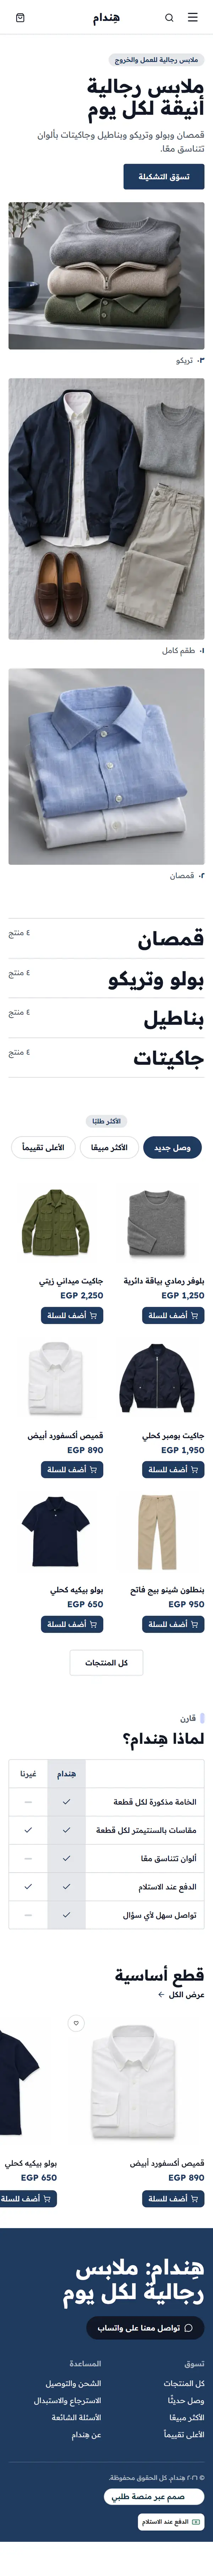 هِندام
ملابس رجالية للعمل والخروج
ملابس رجالية
أنيقة لكل يوم
قمصان وبولو وتريكو وبناطيل وجاكيتات بألوان
تتناسق معًا.
تسوّق التشكيلة
٠٣ تريكو
٠١ طقم كامل
٠٢ قمصان
قمصان
٤ منتج
بولو وتريكو
٤ منتج
بناطيل
٤ منتج
جاكيتات
٤ منتج
الأكثر طلبًا
وصل جديد
الأكثر مبيعًا
الأعلى تقييمًا
بلوفر رمادي بياقة دائرية
1,250 EGP
أضف للسلة
جاكيت ميداني زيتي
2,250 EGP
أضف للسلة
جاكيت بومبر كحلي
1,950 EGP
أضف للسلة
قميص أكسفورد أبيض
890 EGP
أضف للسلة
بنطلون شينو بيج فاتح
950 EGP
أضف للسلة
بولو بيكيه كحلي
650 EGP
أضف للسلة
كل المنتجات
قارن
لماذا هِندام؟
هِندام
غيرنا
الخامة مذكورة لكل قطعة
مقاسات بالسنتيمتر لكل قطعة
ألوان تتناسق معًا
الدفع عند الاستلام
تواصل سهل لأي سؤال
قطع أساسية
عرض الكل
قميص أكسفورد أبيض
890 EGP
أضف للسلة
بولو بيكيه كحلي
650 EGP
أضف للسلة
هِندام: ملابس
رجالية لكل يوم
تواصل معنا على واتساب
تسوق
كل المنتجات
وصل حديثًا
الأكثر مبيعًا
الأعلى تقييماً
المساعدة
الشحن والتوصيل
الاسترجاع والاستبدال
الأسئلة الشائعة
عن هِندام
© ٢٠٢٦ هِندام. كل الحقوق محفوظة.
صمم عبر منصة طلبي
الدفع عند الاستلام